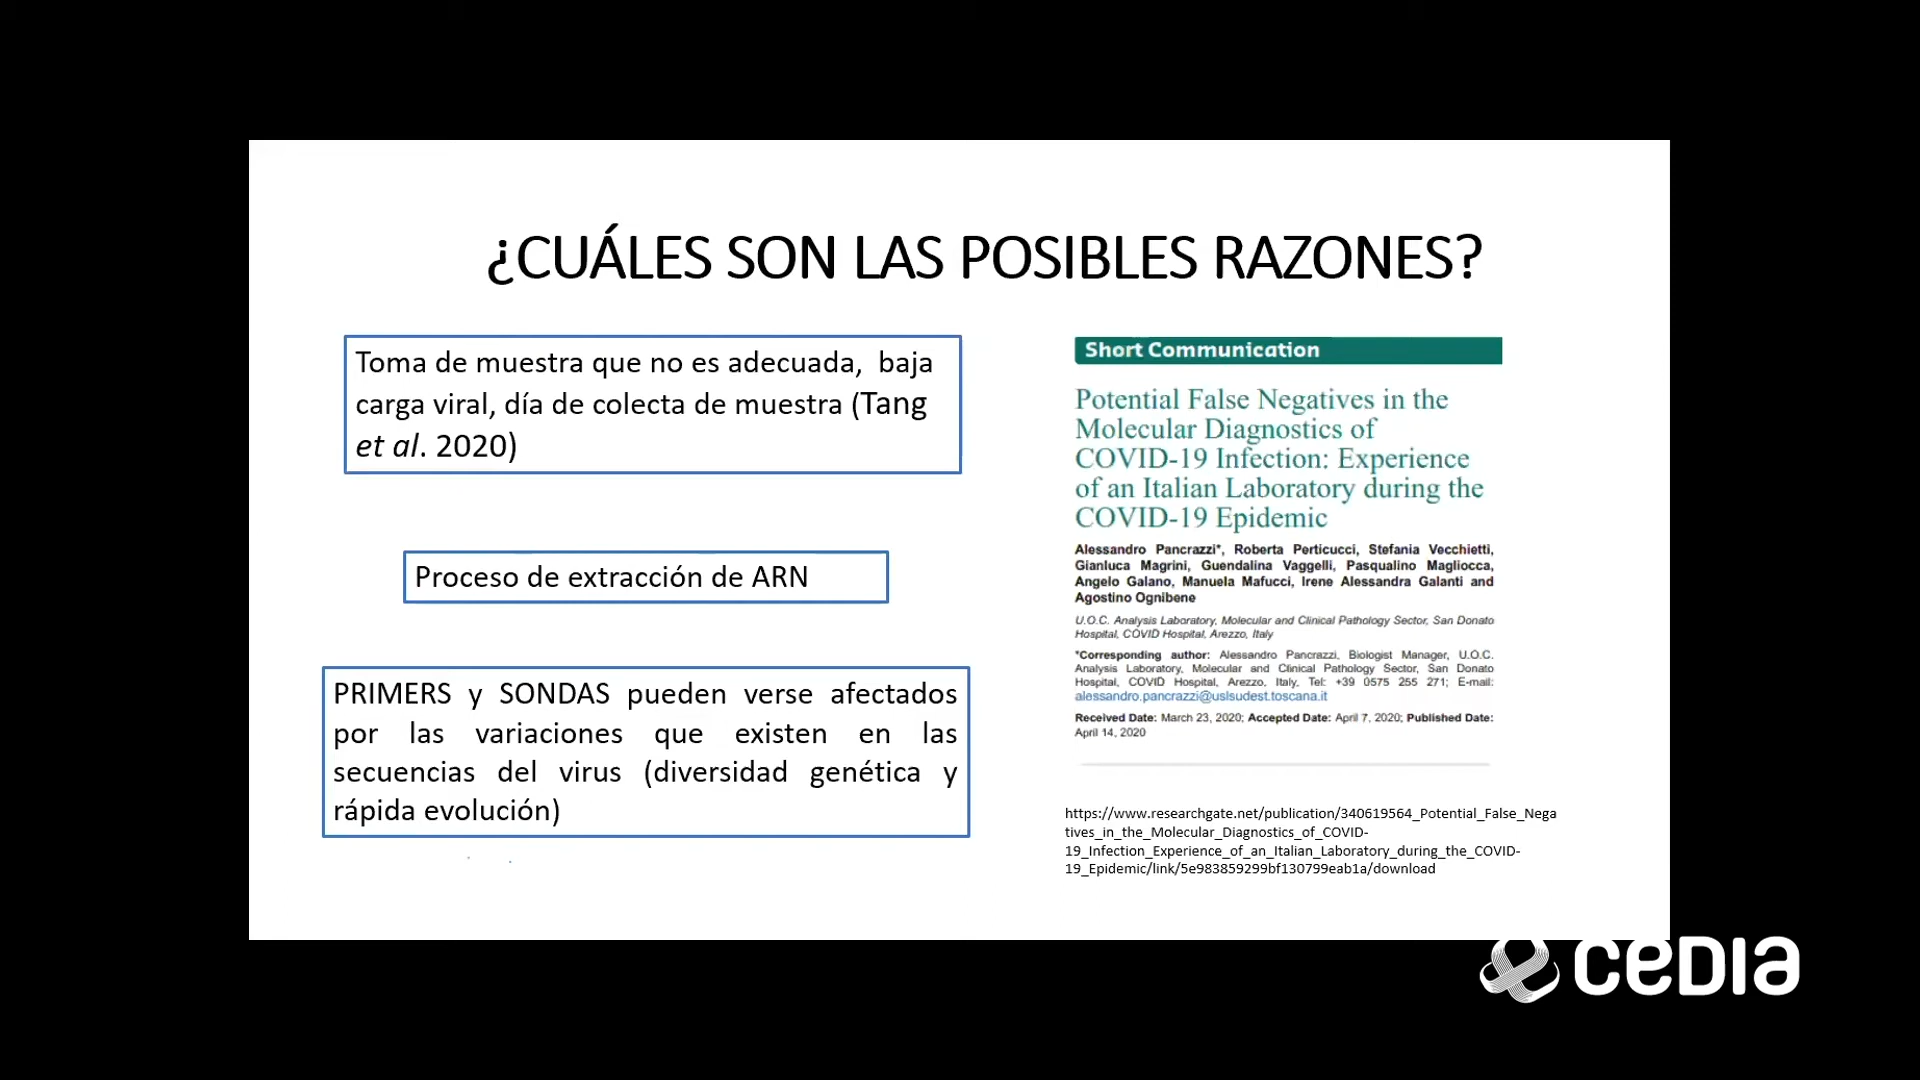 ¿CUÁLES SON LAS POSIBLES RAZONES?
Toma de muestra que no es adecuada, baja
carga viral, día de colecta de muestra (Tang
et al. 2020)
Proceso de extracción de ARN
PRIMERS y SONDAS pueden verse afectados
por las variaciones que existen en las
secuencias del virus (diversidad genética y
rápida evolución)
Short Communication
Potential False Negatives in the
Molecular Diagnostics of
COVID-19 Infection: Experience
of an Italian Laboratory during the
COVID-19 Epidemic
Alessandro Pancrazzi*, Roberta Perticucci, Stefania Vecchietti,
Gianluca Magrini, Guendalina Vaggelli, Pasqualino Magliocca,
Angelo Galano, Manuela Mafucci, Irene Alessandra Galanti and
Agostino Ognibene
U.O.C. Analysis Laboratory, Molecular and Clinical Pathology Sector, San Donato
Hospital, COVID Hospital, Arezzo, Italy
*Corresponding author: Alessandro Pancrazzi, Biologist Manager, U.O.C.
Analysis Laboratory, Molecular and Clinical Pathology Sector, San Donato
Hospital, COVID Hospital, Arezzo, Italy, Tel: +39 0575 255 271; E-mail:
alessandro.pancrazzi@uslsudest.toscana.it
Received Date: March 23, 2020; Accepted Date: April 7, 2020; Published Date:
April 14, 2020
https://www.researchgate.net/publication/340619564_Potential_False_Nega
tives_in_the_Molecular_Diagnostics_of_COVID-
19_Infection_Experience_of_an_Italian_Laboratory_during_the_COVID-
19_Epidemic/link/5e983859299bf130799eab1a/download
ceDIa